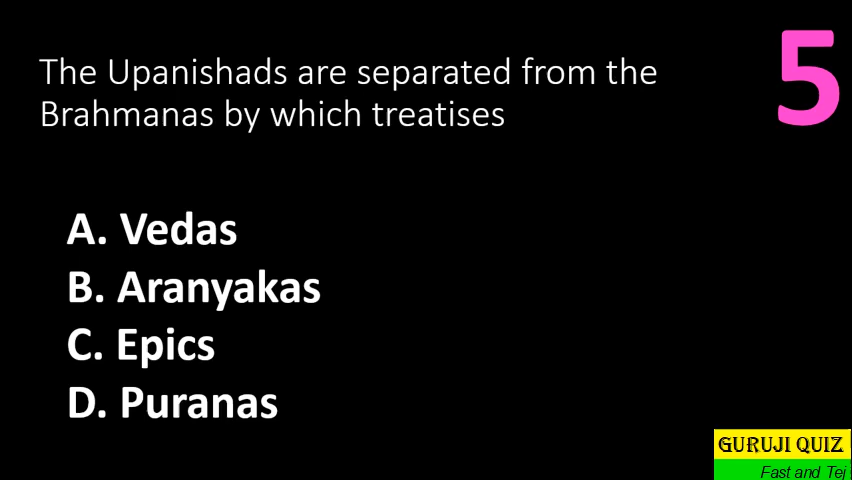 The Upanishads are separated from the
Brahmanas by which treatises
5
A. Vedas
B. Aranyakas
C. Epics
D. Puranas
GURUJI QUIZ
Fast and Tej